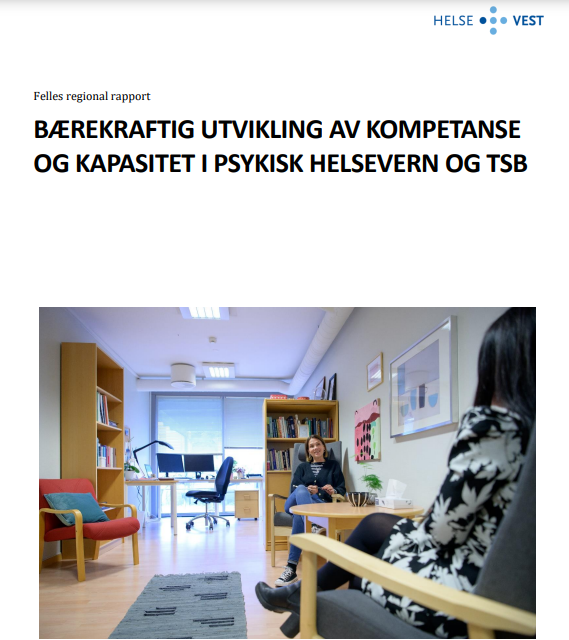 HELSE VEST
Felles regional rapport
BÆREKRAFTIG UTVIKLING AV KOMPETANSE
OG KAPASITET I PSYKISK HELSEVERN OG TSB